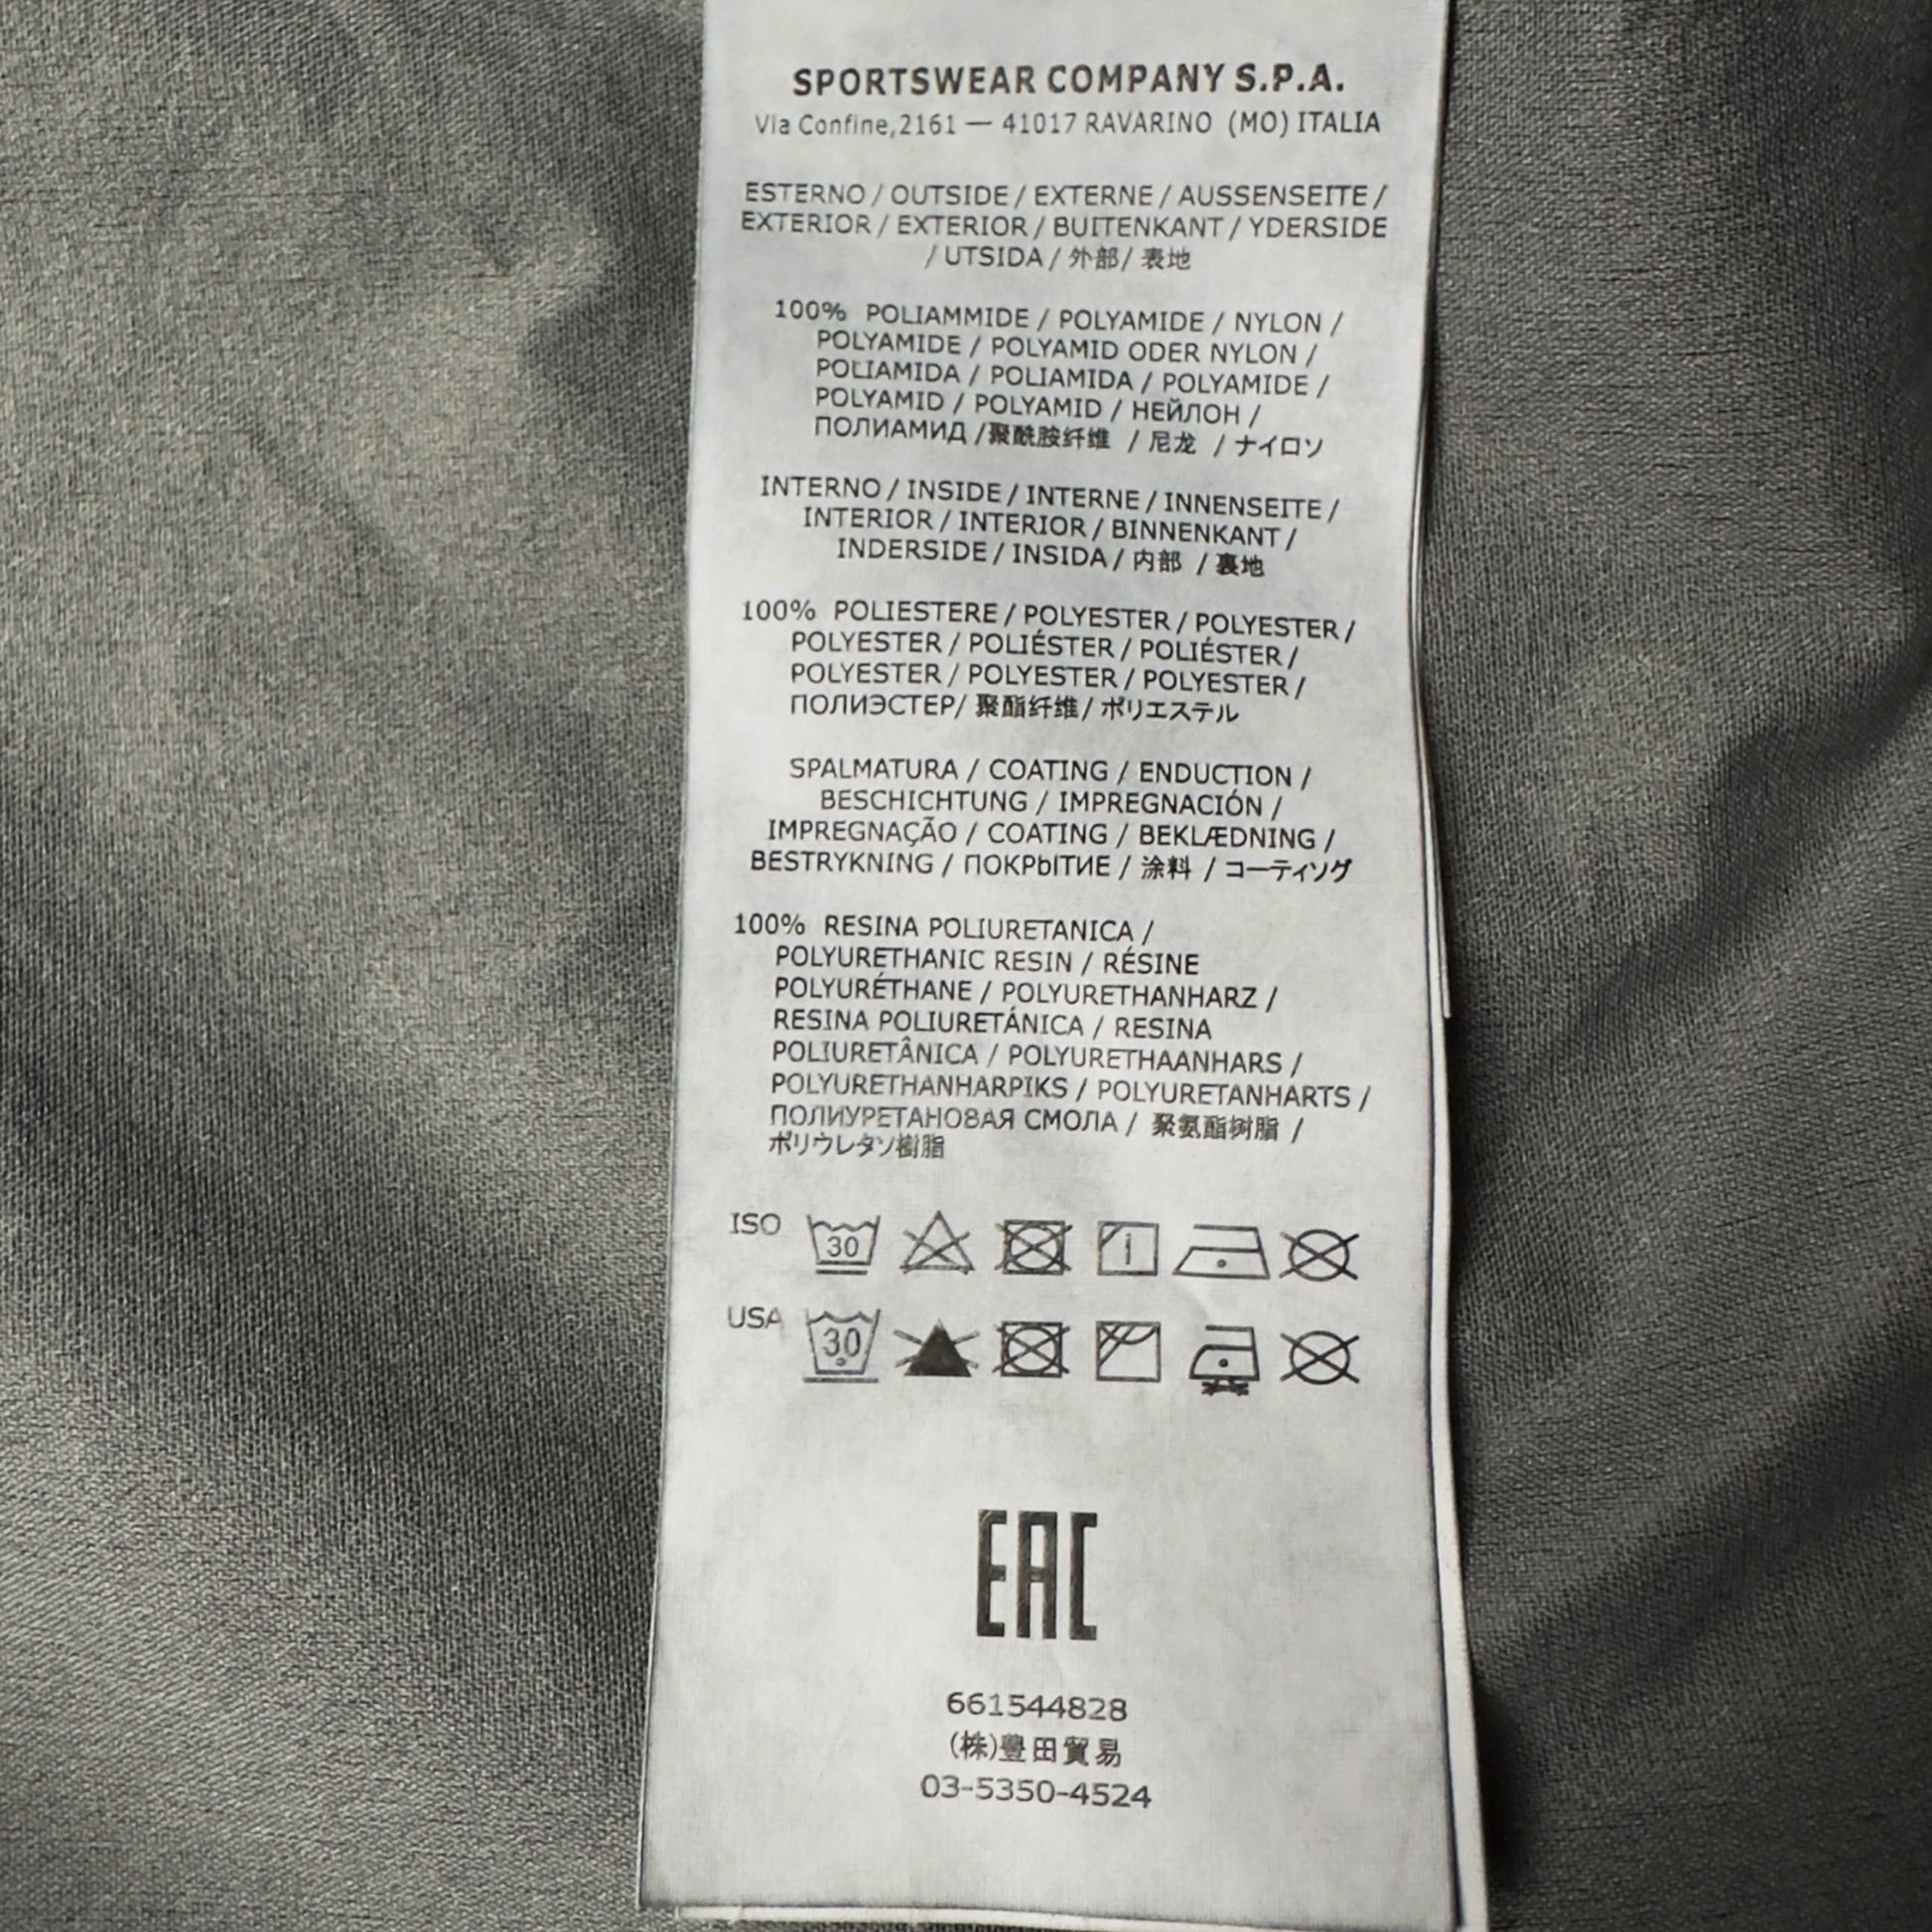 SPORTSWEAR COMPANY S.P.A.
Via Confine,2161 — 41017 RAVARINO (MO) ITALIA
ESTERNO / OUTSIDE / EXTERNE / AUSSENSEITE /
EXTERIOR / EXTERIOR / BUITENKANT / YDERSIDE
/ UTSIDA / 外部/ 表地
100% POLIAMMIDE / POLYAMIDE / NYLON /
POLYAMIDE / POLYAMID ODER NYLON /
POLIAMIDA / POLIAMIDA / POLYAMIDE /
POLYAMID / POLYAMID / НЕЙЛОН /
ПОЛИАМИД /聚酰胺纤维 / 尼龙 / ナイロソ
INTERNO / INSIDE / INTERNE / INNENSEITE /
INTERIOR / INTERIOR / BINNENKANT /
INDERSIDE / INSIDA / 内部 / 裏地
100% POLIESTERE / POLYESTER / POLYESTER /
POLYESTER / POLIÉSTER / POLIÉSTER /
POLYESTER / POLYESTER / POLYESTER /
ПОЛИЭСТЕР/ 聚酯纤维/ ポリエステル
SPALMATURA / COATING / ENDUCTION /
BESCHICHTUNG / IMPREGNACIÓN /
IMPREGNAÇÃO / COATING / BEKLÆDNING /
BESTRYKNING / ПОКРЫТИЕ / 涂料 / コーティソグ
100% RESINA POLIURETANICA /
POLYURETHANIC RESIN / RÉSINE
POLYURÉTHANE / POLYURETHANHARZ /
RESINA POLIURETÁNICA / RESINA
POLIURETÂNICA / POLYURETHAANHARS /
POLYURETHANHARPIKS / POLYURETANHARTS /
ПОЛИУРЕТАНОВАЯ СМОЛА / 聚氨酯树脂 /
ポリウレタソ樹脂
ISO 30
USA 30
EAC
661544828
(株)豊田貿易
03-5350-4524